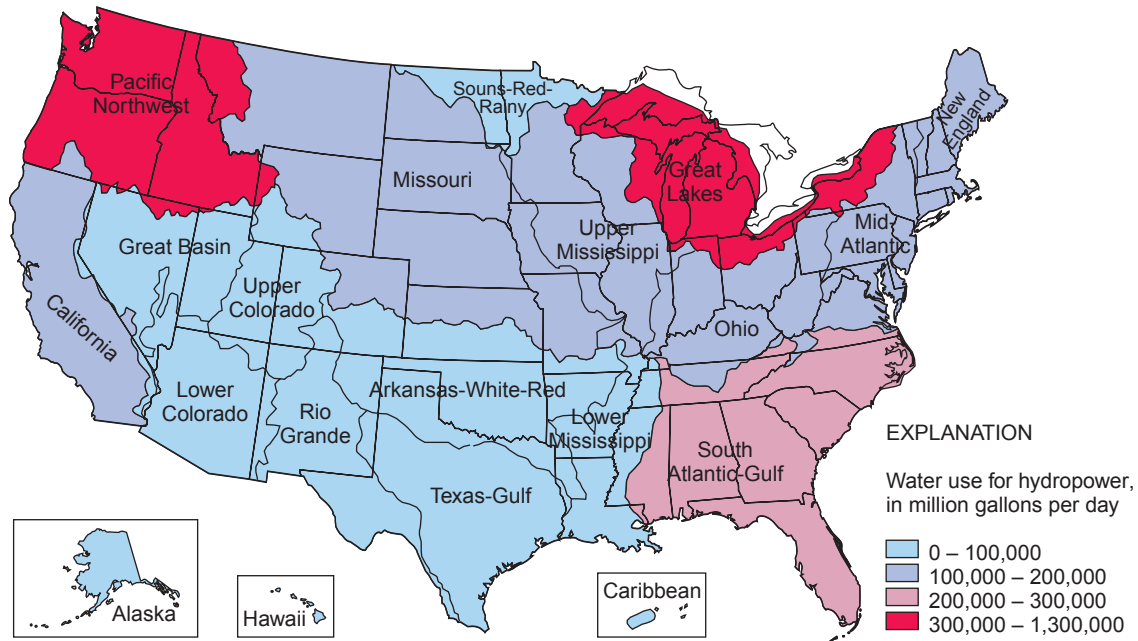 Pacific
Northwest
Souns-Red-
Rainy
New
England
Missouri
Great
Lakes
Upper
Mississippi
Mid
Atlantic
Great Basin
Upper
Colorado
California
Ohio
Lower
Colorado
Rio
Grande
Arkansas-White-Red
Lower
Mississippi
South
Atlantic-Gulf
Texas-Gulf
Alaska
Hawaii
Caribbean
EXPLANATION
Water use for hydropower,
in million gallons per day
0 – 100,000
100,000 – 200,000
200,000 – 300,000
300,000 – 1,300,000